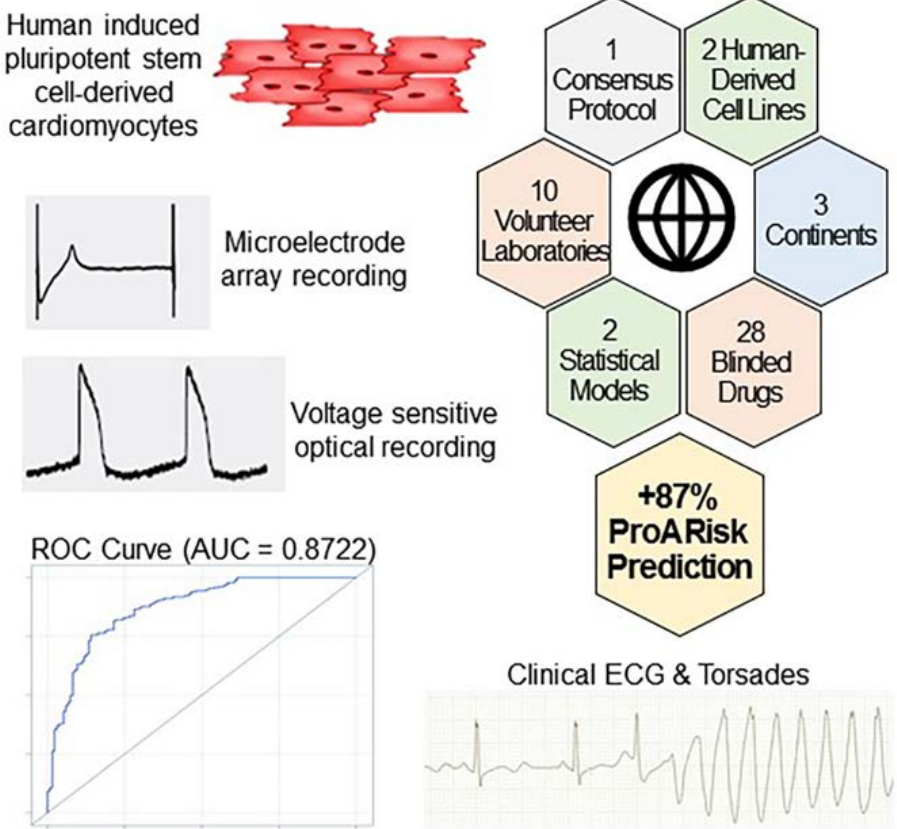 Human induced
pluripotent stem
cell-derived
cardiomyocytes
1
Consensus
Protocol
2 Human-
Derived
Cell Lines
10
Volunteer
Laboratories
3
Continents
Microelectrode
array recording
2
Statistical
Models
28
Blinded
Drugs
Voltage sensitive
optical recording
+87%
ProARisk
Prediction
ROC Curve (AUC = 0.8722)
Clinical ECG & Torsades